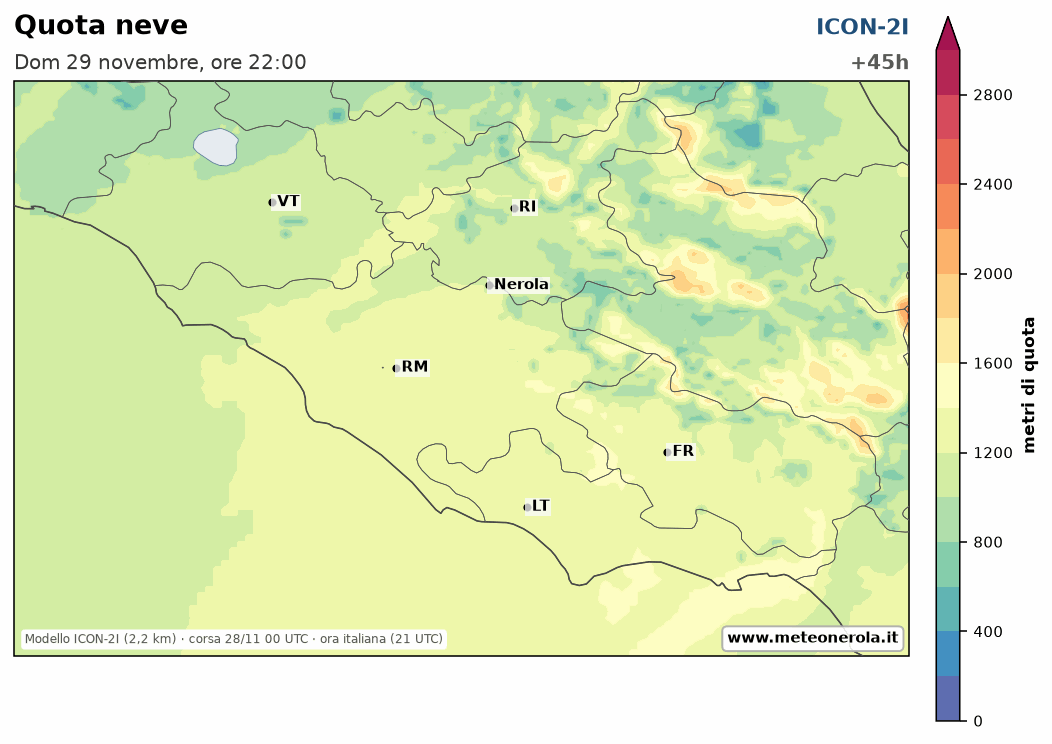 Quota neve
ICON-2I
Dom 29 novembre, ore 22:00
+45h
2800
2400
2000
1600
1200
800
400
0
metri di quota
VT
RI
Nerola
RM
FR
LT
Modello ICON-2I (2,2 km) · corsa 28/11 00 UTC · ora italiana (21 UTC)
www.meteonerola.it